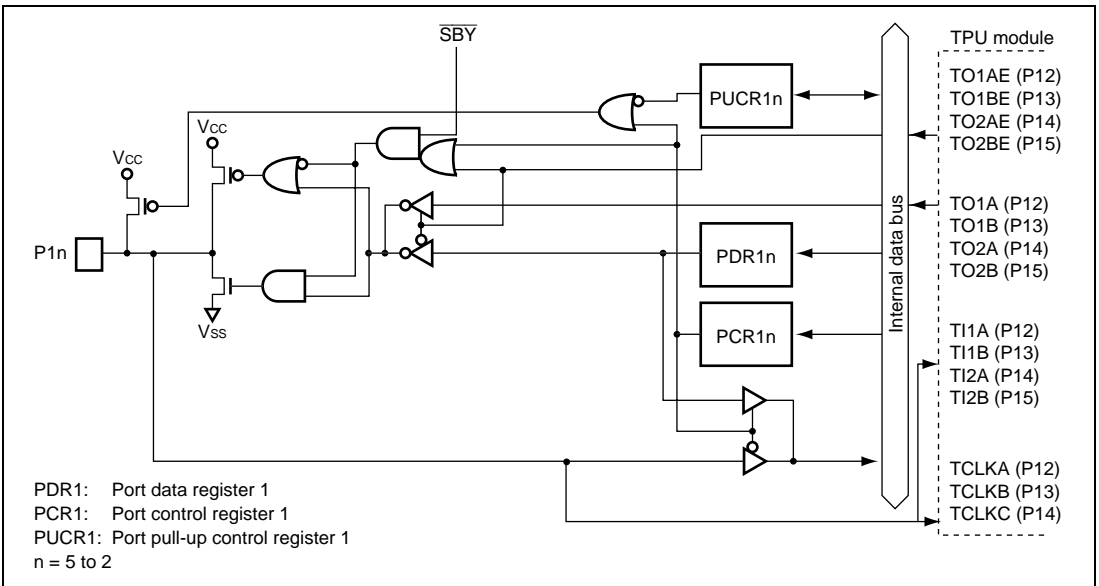 SBY
TPU module
TO1AE (P12)
TO1BE (P13)
TO2AE (P14)
TO2BE (P15)
PUCR1n
VCC
VCC
TO1A (P12)
TO1B (P13)
TO2A (P14)
TO2B (P15)
P1n
PDR1n
Internal data bus
VSS
PCR1n
TI1A (P12)
TI1B (P13)
TI2A (P14)
TI2B (P15)
TCLKA (P12)
TCLKB (P13)
TCLKC (P14)
PDR1: Port data register 1
PCR1: Port control register 1
PUCR1: Port pull-up control register 1
n = 5 to 2